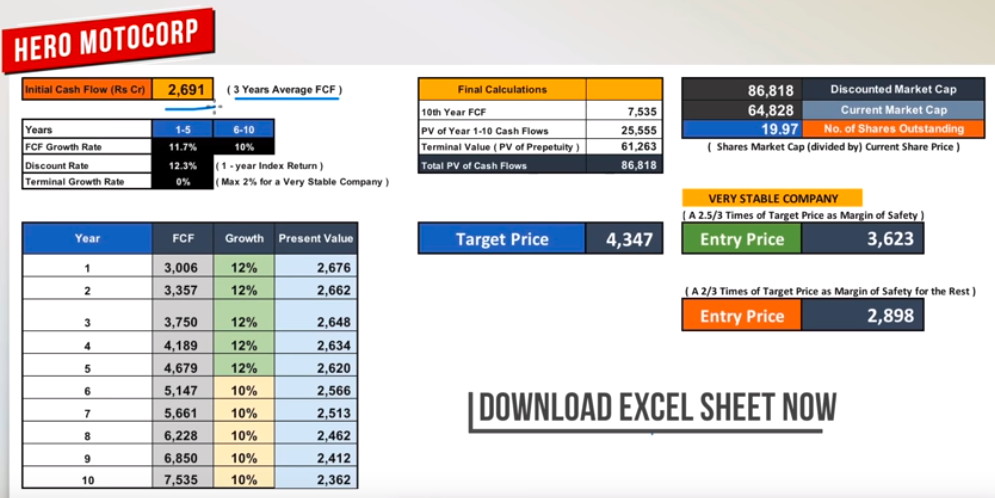 HERO MOTOCORP
Initial Cash Flow (Rs Cr) 2,691 ( 3 Years Average FCF )
Years 1-5 6-10
FCF Growth Rate 11.7% 10%
Discount Rate 12.3% ( 1 - year Index Return )
Terminal Growth Rate 0% ( Max 2% for a Very Stable Company )
Year FCF Growth Present Value
1 3,006 12% 2,676
2 3,357 12% 2,662
3 3,750 12% 2,648
4 4,189 12% 2,634
5 4,679 12% 2,620
6 5,147 10% 2,566
7 5,661 10% 2,513
8 6,228 10% 2,462
9 6,850 10% 2,412
10 7,535 10% 2,362
Final Calculations
10th Year FCF 7,535
PV of Year 1-10 Cash Flows 25,555
Terminal Value ( PV of Prepetuity ) 61,263
Total PV of Cash Flows 86,818
Target Price 4,347
86,818 Discounted Market Cap
64,828 Current Market Cap
19.97 No. of Shares Outstanding
( Shares Market Cap (divided by) Current Share Price )
VERY STABLE COMPANY
( A 2.5/3 Times of Target Price as Margin of Safety )
Entry Price 3,623
( A 2/3 Times of Target Price as Margin of Safety for the Rest )
Entry Price 2,898
DOWNLOAD EXCEL SHEET NOW